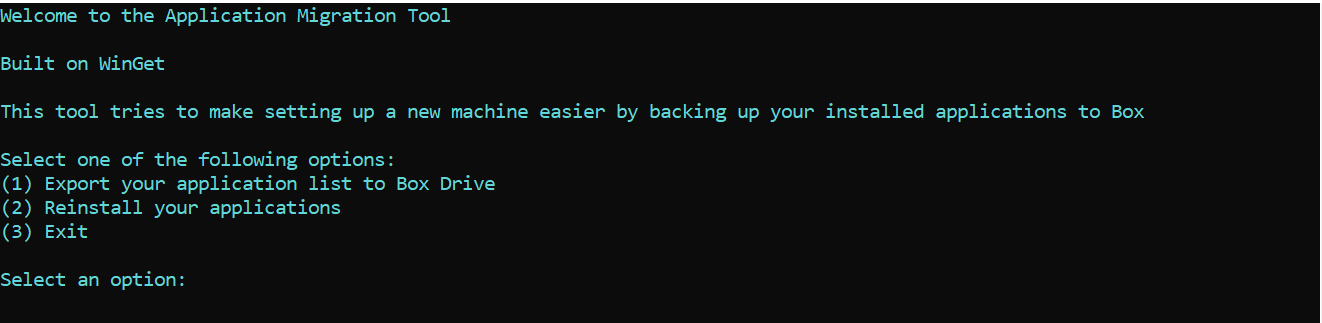 Welcome to the Application Migration Tool
Built on WinGet
This tool tries to make setting up a new machine easier by backing up your installed applications to Box
Select one of the following options:
(1) Export your application list to Box Drive
(2) Reinstall your applications
(3) Exit
Select an option: